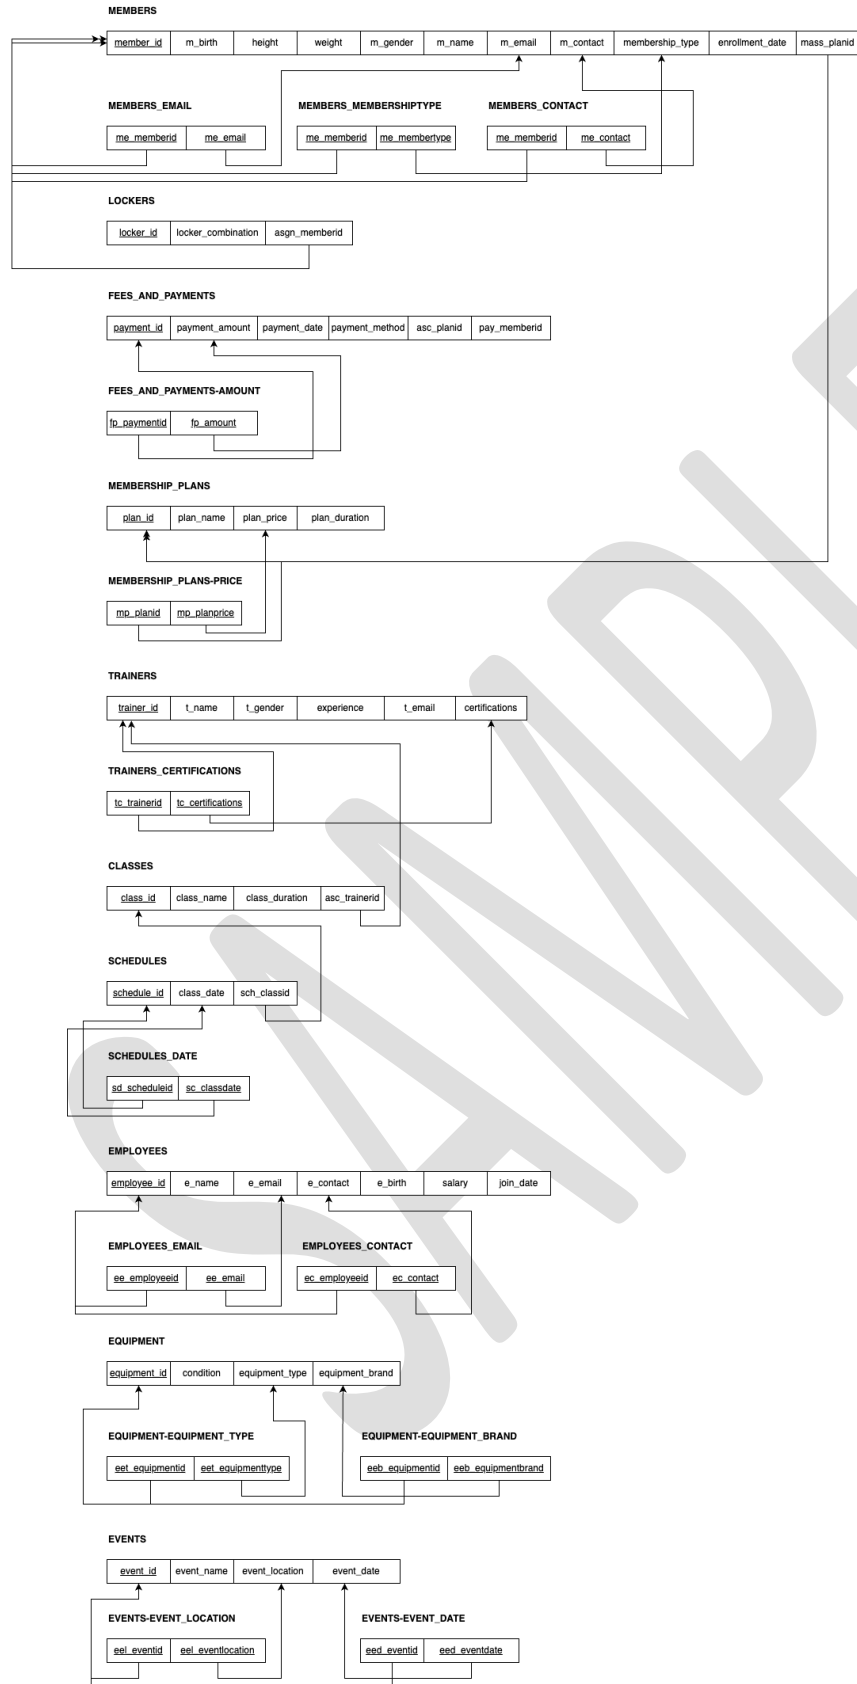 MEMBERS
member_id m_birth height weight m_gender m_name m_email m_contact membership_type enrollment_date mass_planid
MEMBERS_EMAIL MEMBERS_MEMBERSHIPTYPE MEMBERS_CONTACT
me_memberid me_email me_memberid me_membertype me_memberid me_contact
LOCKERS
locker_id locker_combination asgn_memberid
FEES_AND_PAYMENTS
payment_id payment_amount payment_date payment_method asc_planid pay_memberid
FEES_AND_PAYMENTS-AMOUNT
fp_paymentid fp_amount
MEMBERSHIP_PLANS
plan_id plan_name plan_price plan_duration
MEMBERSHIP_PLANS-PRICE
mp_planid mp_planprice
TRAINERS
trainer_id t_name t_gender experience t_email certifications
TRAINERS_CERTIFICATIONS
tc_trainerid tc_certifications
CLASSES
class_id class_name class_duration asc_trainerid
SCHEDULES
schedule_id class_date sch_classid
SCHEDULES_DATE
sd_scheduleid sc_classdate
EMPLOYEES
employee_id e_name e_email e_contact e_birth salary join_date
EMPLOYEES_EMAIL EMPLOYEES_CONTACT
ee_employeeid ee_email ec_employeeid ec_contact
EQUIPMENT
equipment_id condition equipment_type equipment_brand
EQUIPMENT-EQUIPMENT_TYPE EQUIPMENT-EQUIPMENT_BRAND
eet_equipmentid eet_equipmenttype eeb_equipmentid eeb_equipmentbrand
EVENTS
event_id event_name event_location event_date
EVENTS-EVENT_LOCATION EVENTS-EVENT_DATE
eel_eventid eel_eventlocation eed_eventid eed_eventdate
SAMPLE